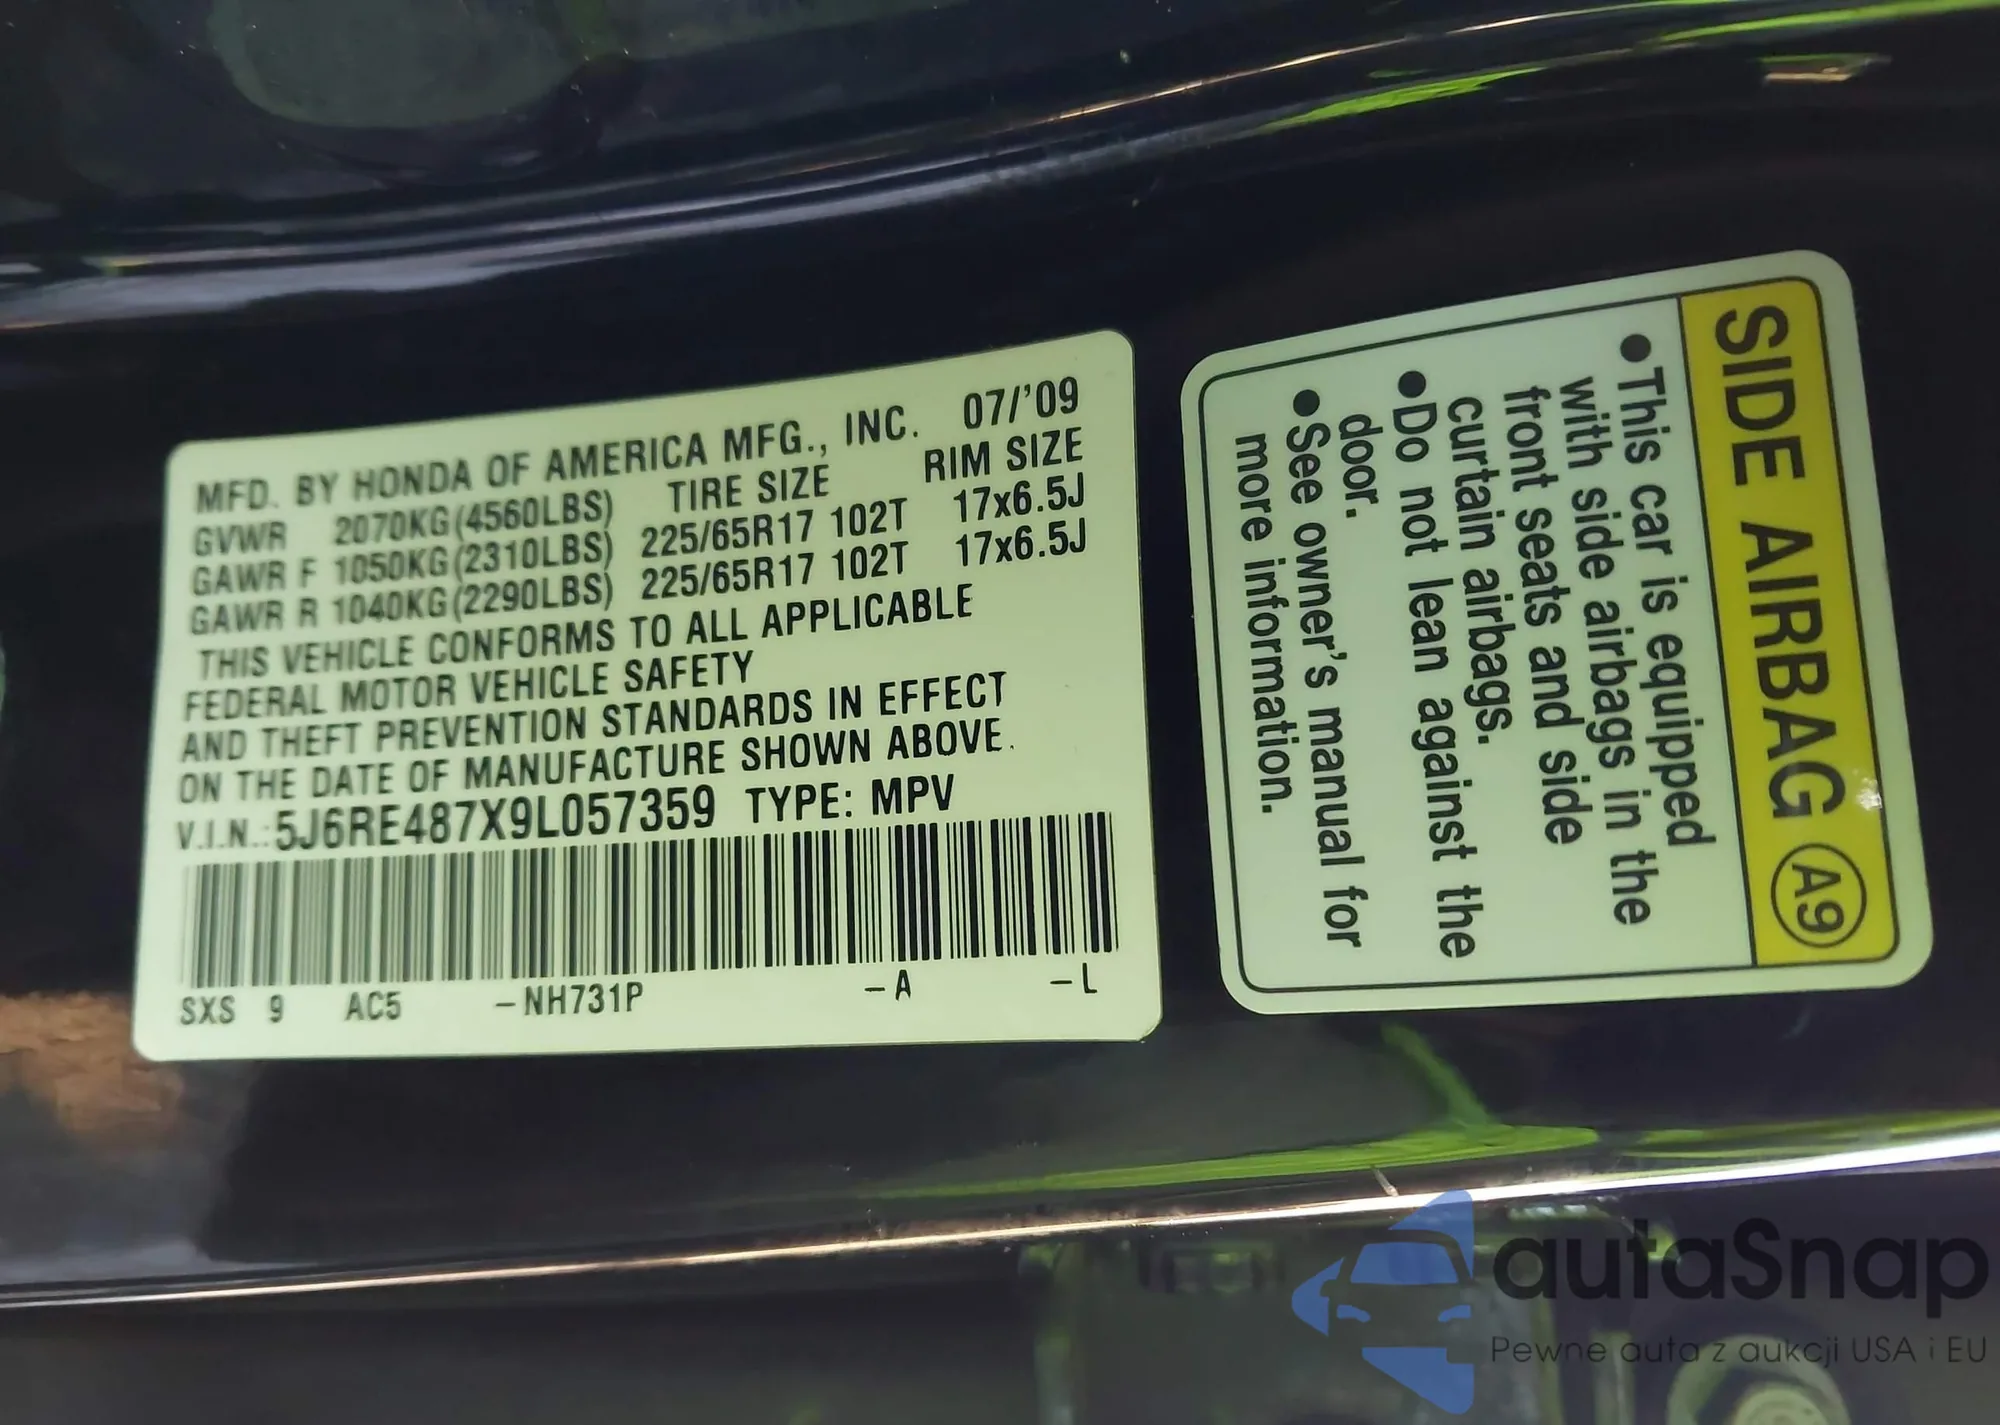 MFD. BY HONDA OF AMERICA MFG., INC. 07/'09
GVWR 2070KG(4560LBS) TIRE SIZE RIM SIZE
GAWR F 1050KG(2310LBS) 225/65R17 102T 17x6.5J
GAWR R 1040KG(2290LBS) 225/65R17 102T 17x6.5J
THIS VEHICLE CONFORMS TO ALL APPLICABLE
FEDERAL MOTOR VEHICLE SAFETY
AND THEFT PREVENTION STANDARDS IN EFFECT
ON THE DATE OF MANUFACTURE SHOWN ABOVE.
V.I.N.: 5J6RE487X9L057359 TYPE: MPV
SXS 9 AC5 -NH731P -A -L
SIDE AIRBAG A9
●This car is equipped
with side airbags in the
front seats and side
curtain airbags.
●Do not lean against the
door.
●See owner's manual for
more information.
autaSnap
Pewne auta z aukcji USA i EU